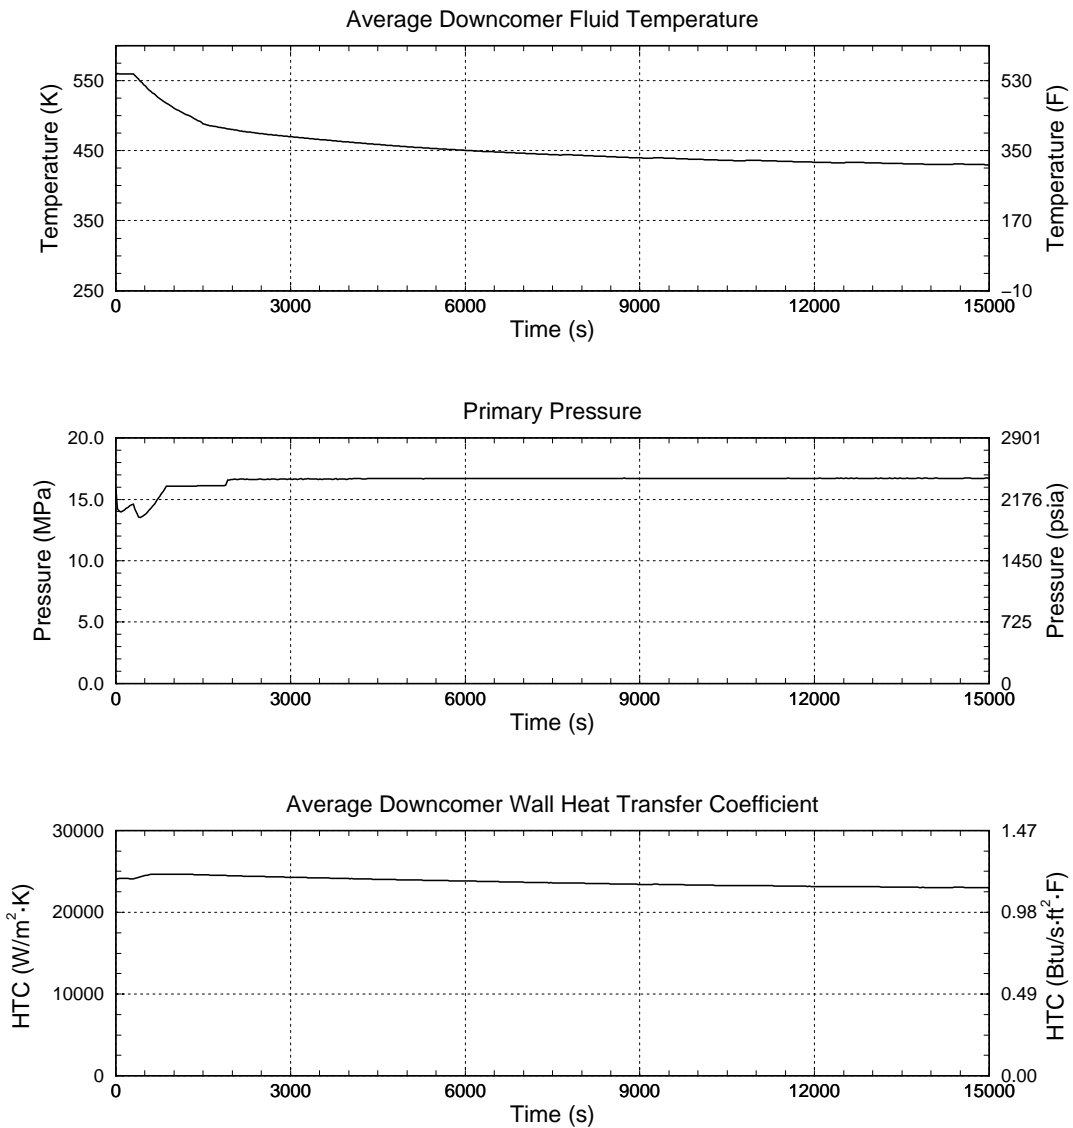 Average Downcomer Fluid Temperature
Temperature (K)
550
450
350
250
Temperature (F)
530
350
170
−10
0 3000 6000 9000 12000 15000
Time (s)
Primary Pressure
Pressure (MPa)
20.0
15.0
10.0
5.0
0.0
Pressure (psia)
2901
2176
1450
725
0
0 3000 6000 9000 12000 15000
Time (s)
Average Downcomer Wall Heat Transfer Coefficient
HTC (W/m²·K)
30000
20000
10000
0
HTC (Btu/s·ft²·F)
1.47
0.98
0.49
0.00
0 3000 6000 9000 12000 15000
Time (s)